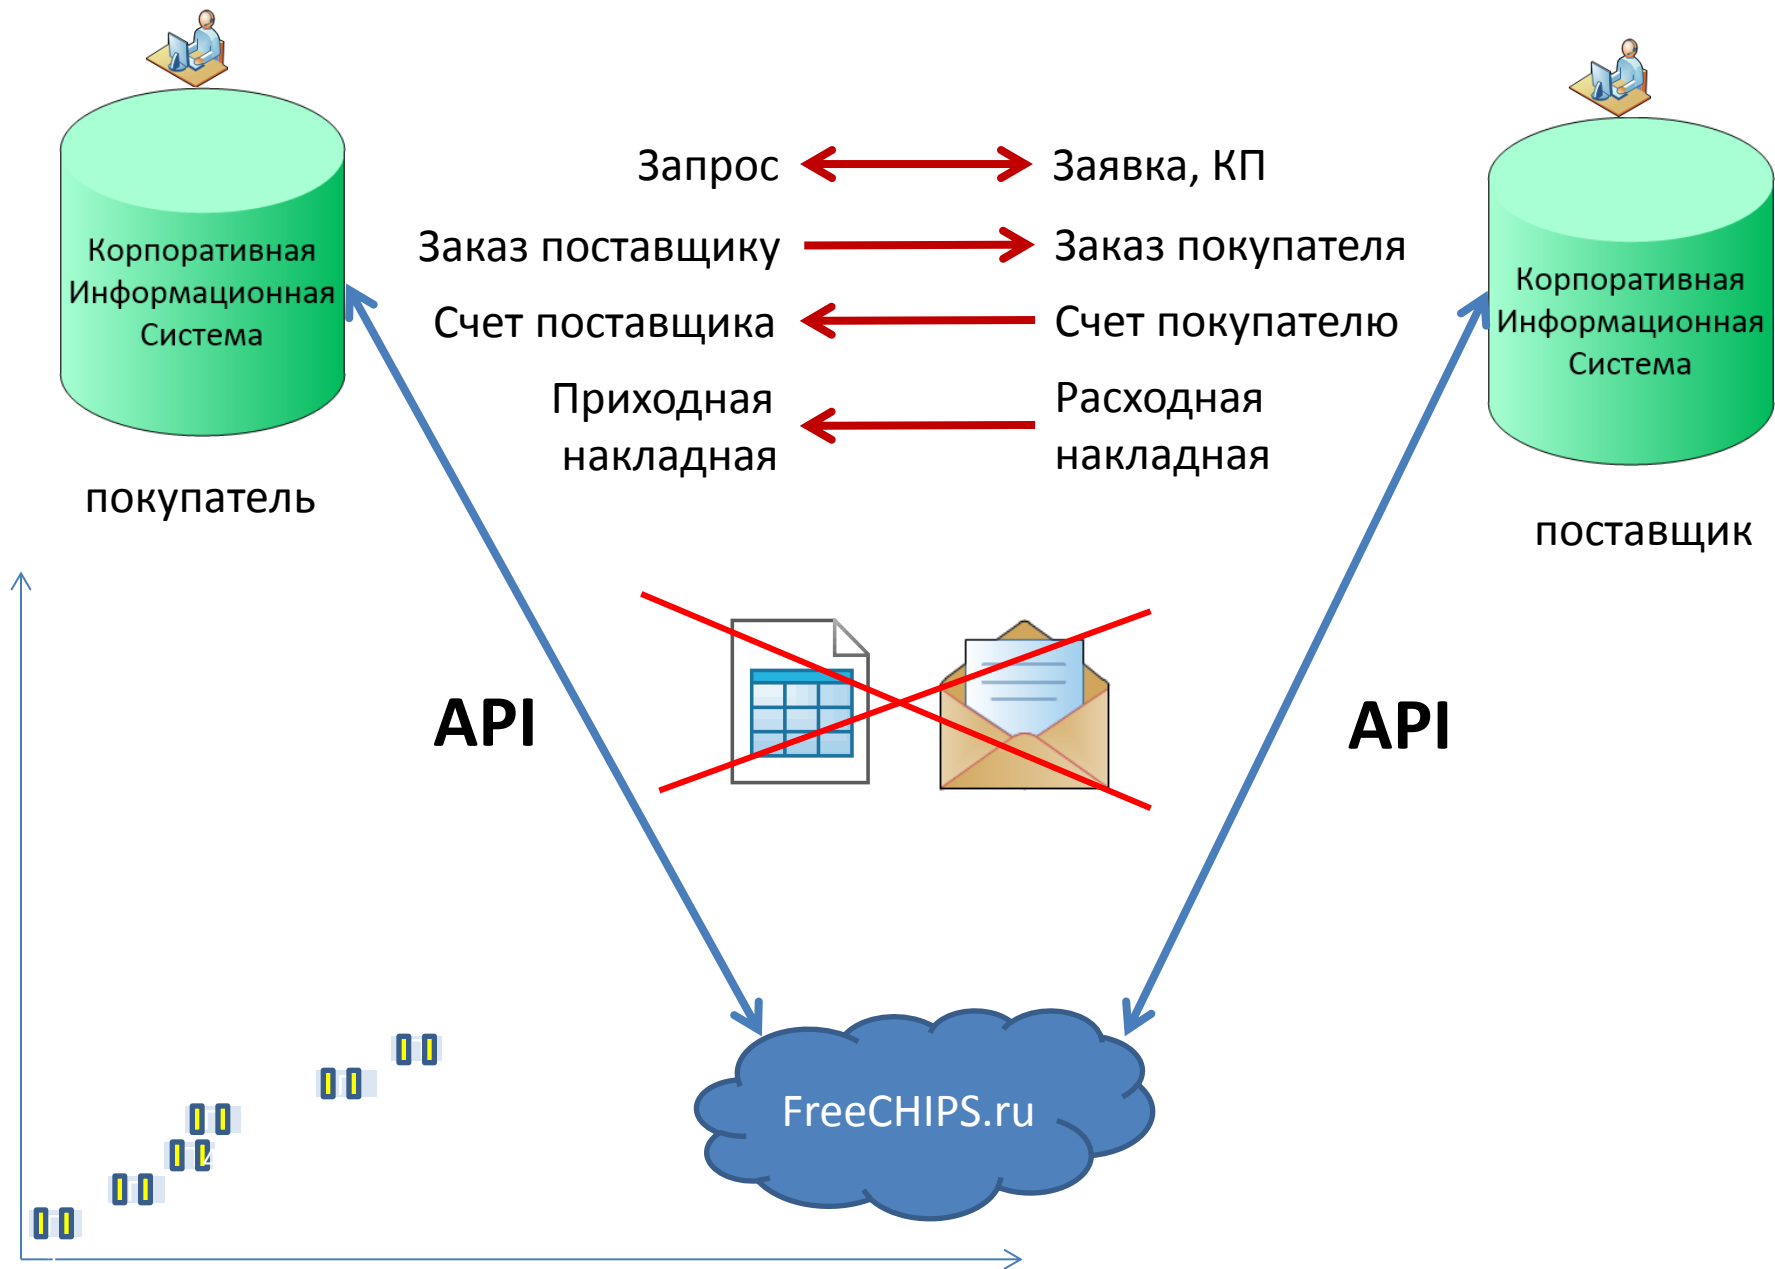 Корпоративная
Информационная
Система
покупатель
Запрос
Заявка, КП
Заказ поставщику
Заказ покупателя
Счет поставщика
Счет покупателю
Приходная
накладная
Расходная
накладная
Корпоративная
Информационная
Система
поставщик
API
API
FreeCHIPS.ru